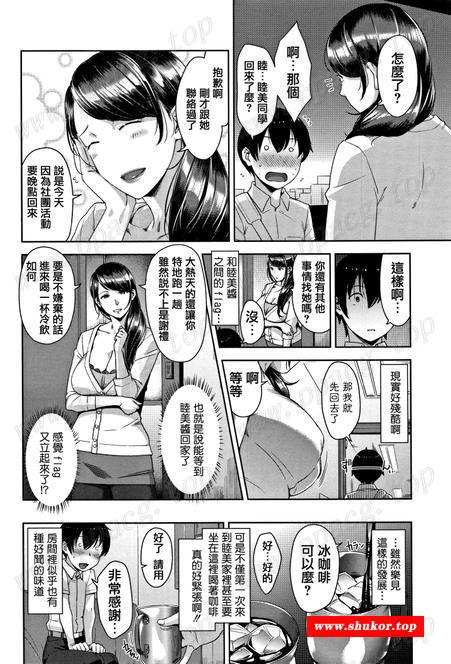 怎麼了?
啊…那個
睦…睦美同學
回來了麼?
抱歉啊
剛才跟她
聯絡過了
說是今天
因為社團活動
要晚點回來
這樣啊…
你還有其他
事情找她嗎?
沒…
和睦美醬
之間的flag…
大熱天的還讓你
特地跑一趟
雖然說不上是謝禮
要是不嫌棄的話
進來喝一杯冷飲
如何
現實好殘酷啊
那我就
先回去了
啊
等等
也就是說能等到
睦美醬回家了
感覺flag
又立起來了!?
…雖然樂見
這樣的發展…
冰咖啡
可以麼?
好…好的
可是不僅第一次來
到睦美家裡甚至要
坐在這裡喝著咖啡
真的好緊張啊!!
好了 請用
非常感謝…
房間裡似乎也有
種好聞的味道
www.shukor.top